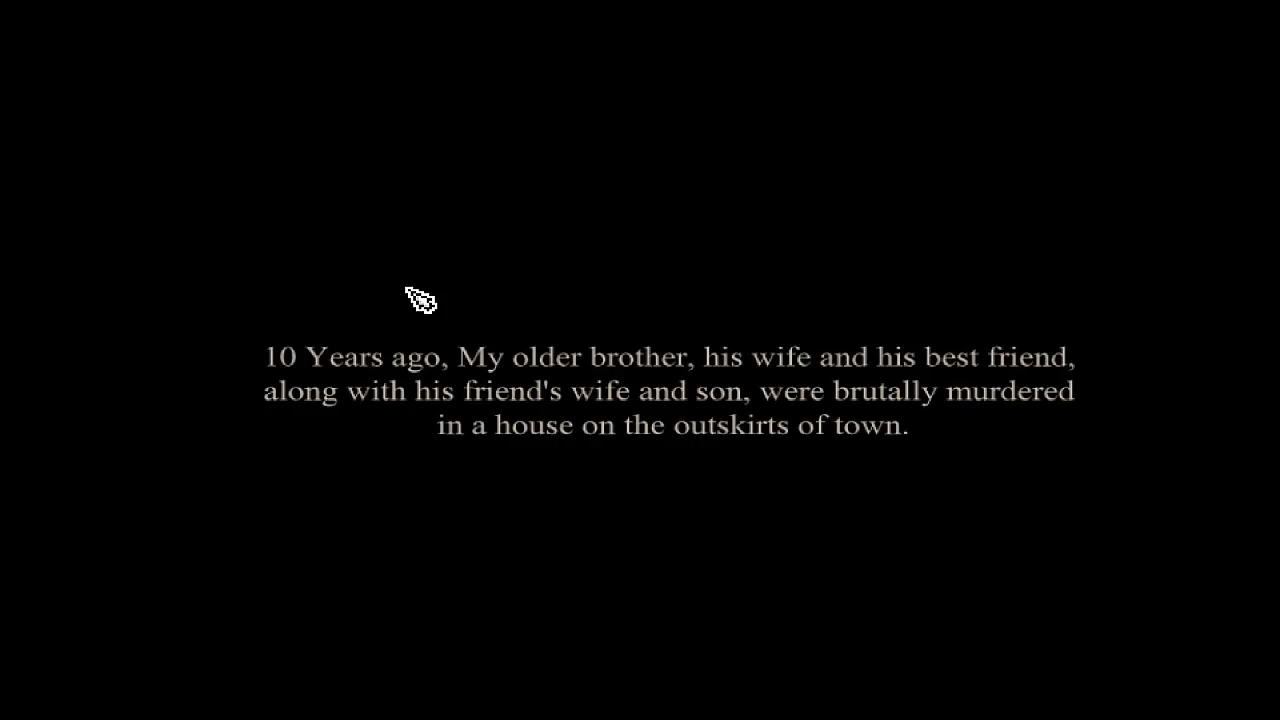 10 Years ago, My older brother, his wife and his best friend,
along with his friend's wife and son, were brutally murdered
in a house on the outskirts of town.